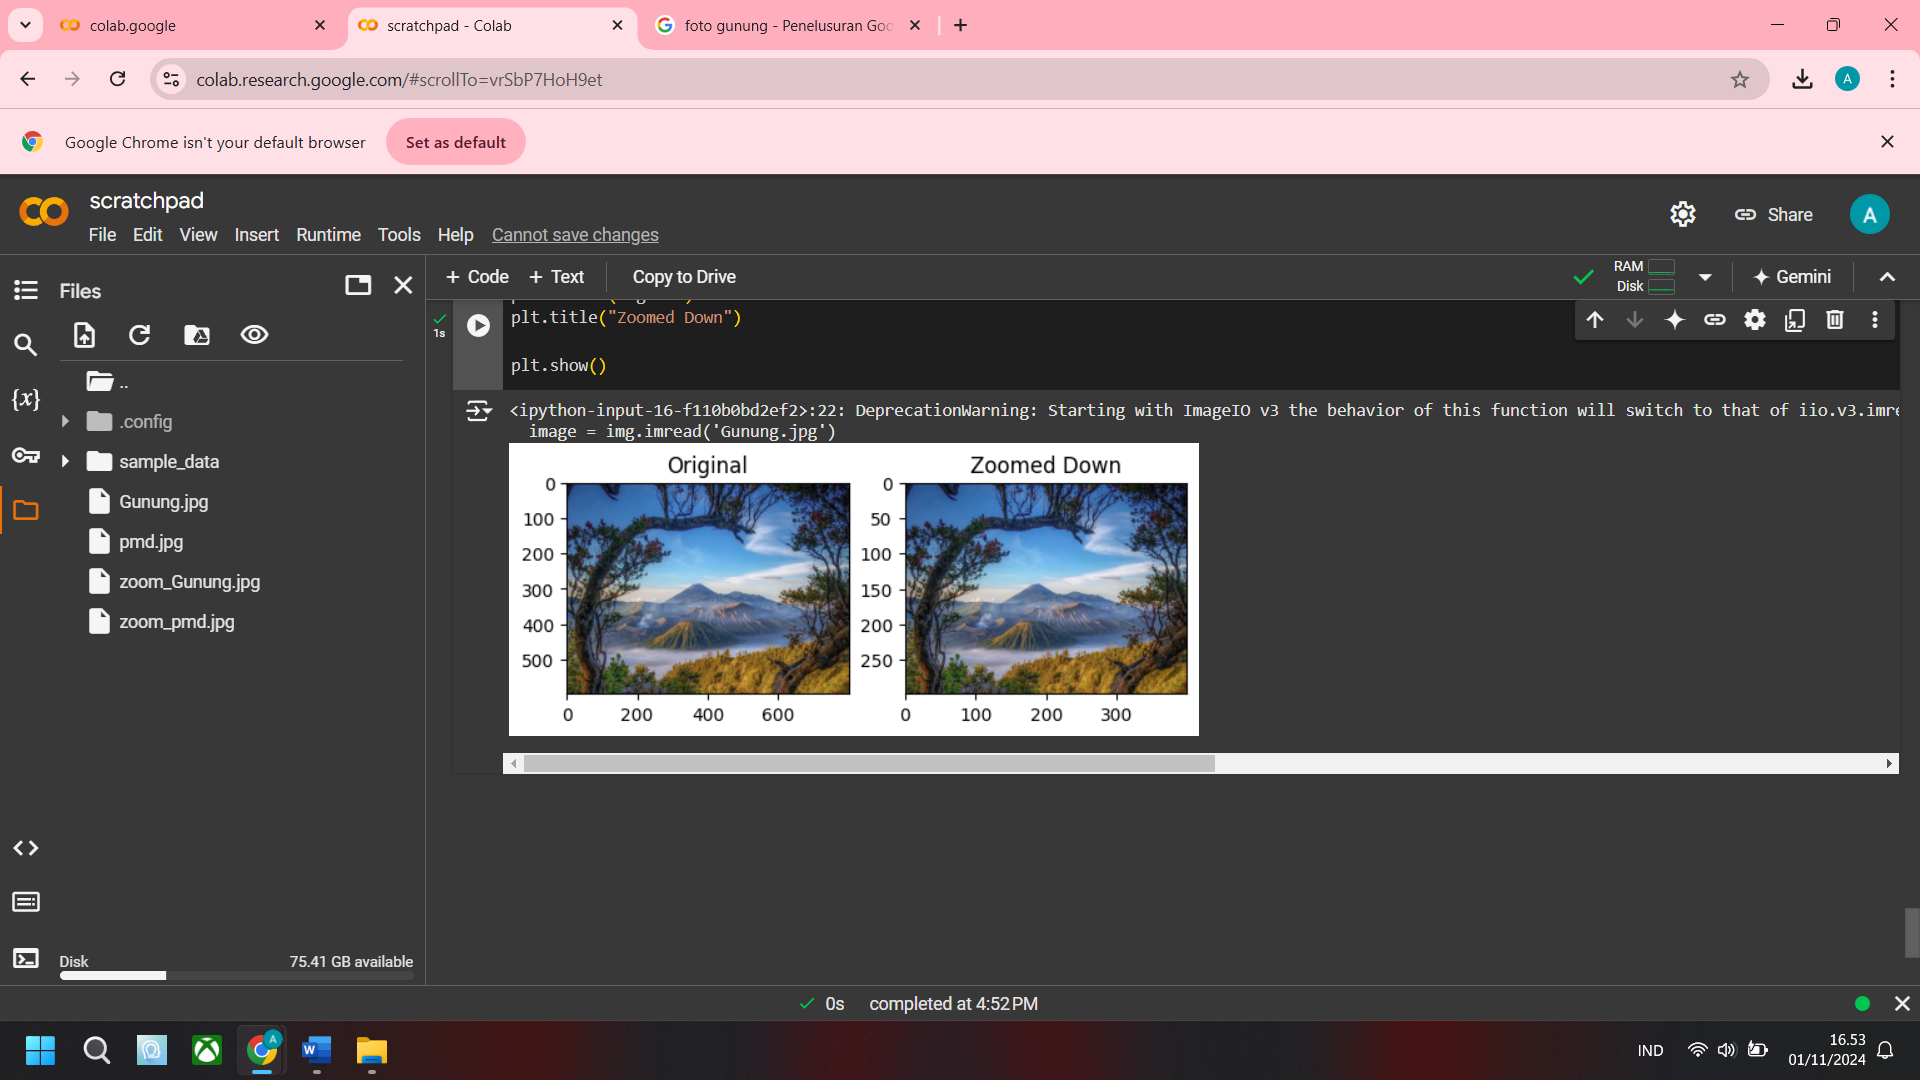 colab.google
scratchpad - Colab
foto gunung - Penelusuran Goo
colab.research.google.com/#scrollTo=vrSbP7HoH9et
A
Google Chrome isn't your default browser
Set as default
scratchpad
File Edit View Insert Runtime Tools Help Cannot save changes
Share
A
Files
+ Code + Text
Copy to Drive
RAM
Disk
Gemini
..
.config
sample_data
Gunung.jpg
pmd.jpg
zoom_Gunung.jpg
zoom_pmd.jpg
{x}
Disk
75.41 GB available
1s
plt.title("Zoomed Down")
plt.show()
<ipython-input-16-f110b0bd2ef2>:22: DeprecationWarning: Starting with ImageIO v3 the behavior of this function will switch to that of iio.v3.imre
image = img.imread('Gunung.jpg')
Original
0
100
200
300
400
500
0 200 400 600
Zoomed Down
0
50
100
150
200
250
0 100 200 300
0s completed at 4:52 PM
A
W
IND
16.53
01/11/2024